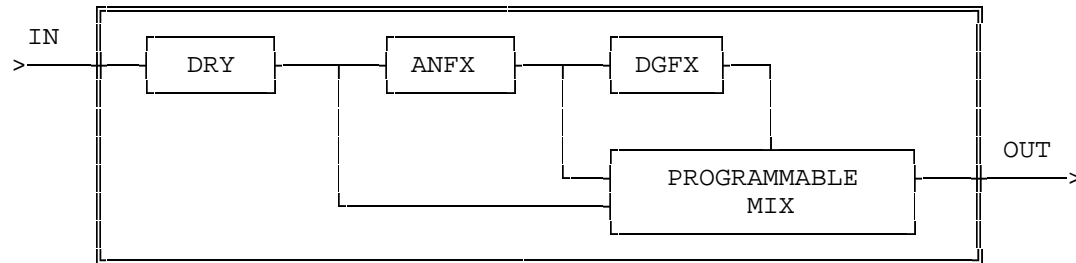 IN
DRY
ANFX
DGFX
OUT
PROGRAMMABLE
MIX